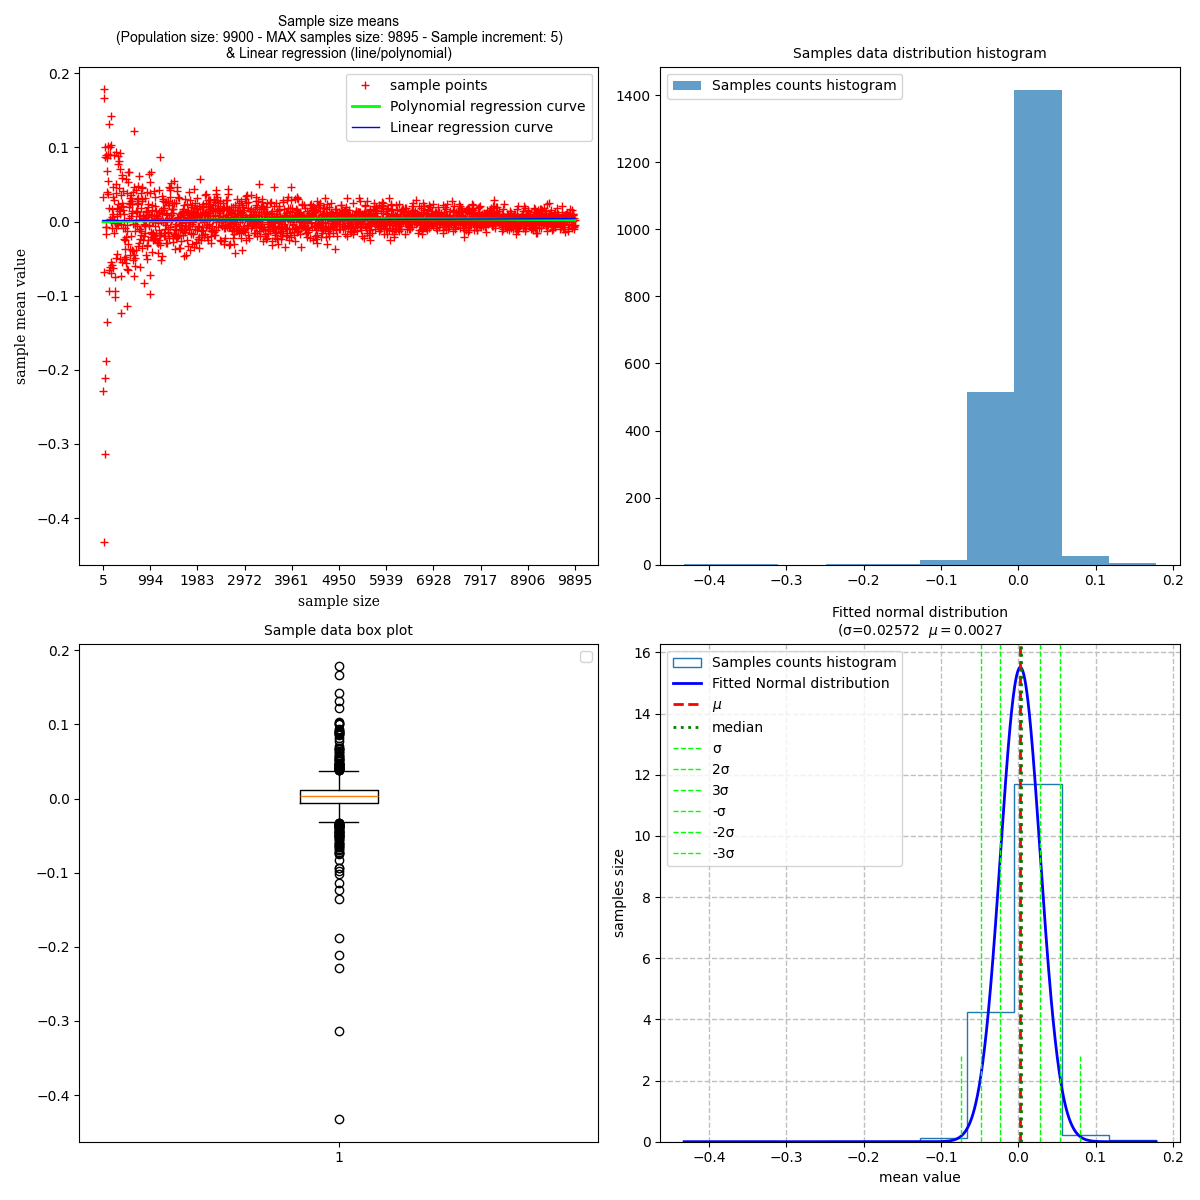 Sample size means
(Population size: 9900 - MAX samples size: 9895 - Sample increment: 5)
& Linear regression (line/polynomial)
0.2
0.1
0.0
−0.1
−0.2
−0.3
−0.4
sample mean value
sample points
Polynomial regression curve
Linear regression curve
5 994 1983 2972 3961 4950 5939 6928 7917 8906 9895
sample size
Samples data distribution histogram
Samples counts histogram
1400
1200
1000
800
600
400
200
0
−0.4 −0.3 −0.2 −0.1 0.0 0.1 0.2
Sample data box plot
0.2
0.1
0.0
−0.1
−0.2
−0.3
−0.4
1
Fitted normal distribution
(σ=0.02572 μ = 0.0027
16
14
12
10
8
6
4
2
0
samples size
Samples counts histogram
Fitted Normal distribution
μ
median
σ
2σ
3σ
-σ
-2σ
-3σ
−0.4 −0.3 −0.2 −0.1 0.0 0.1 0.2
mean value